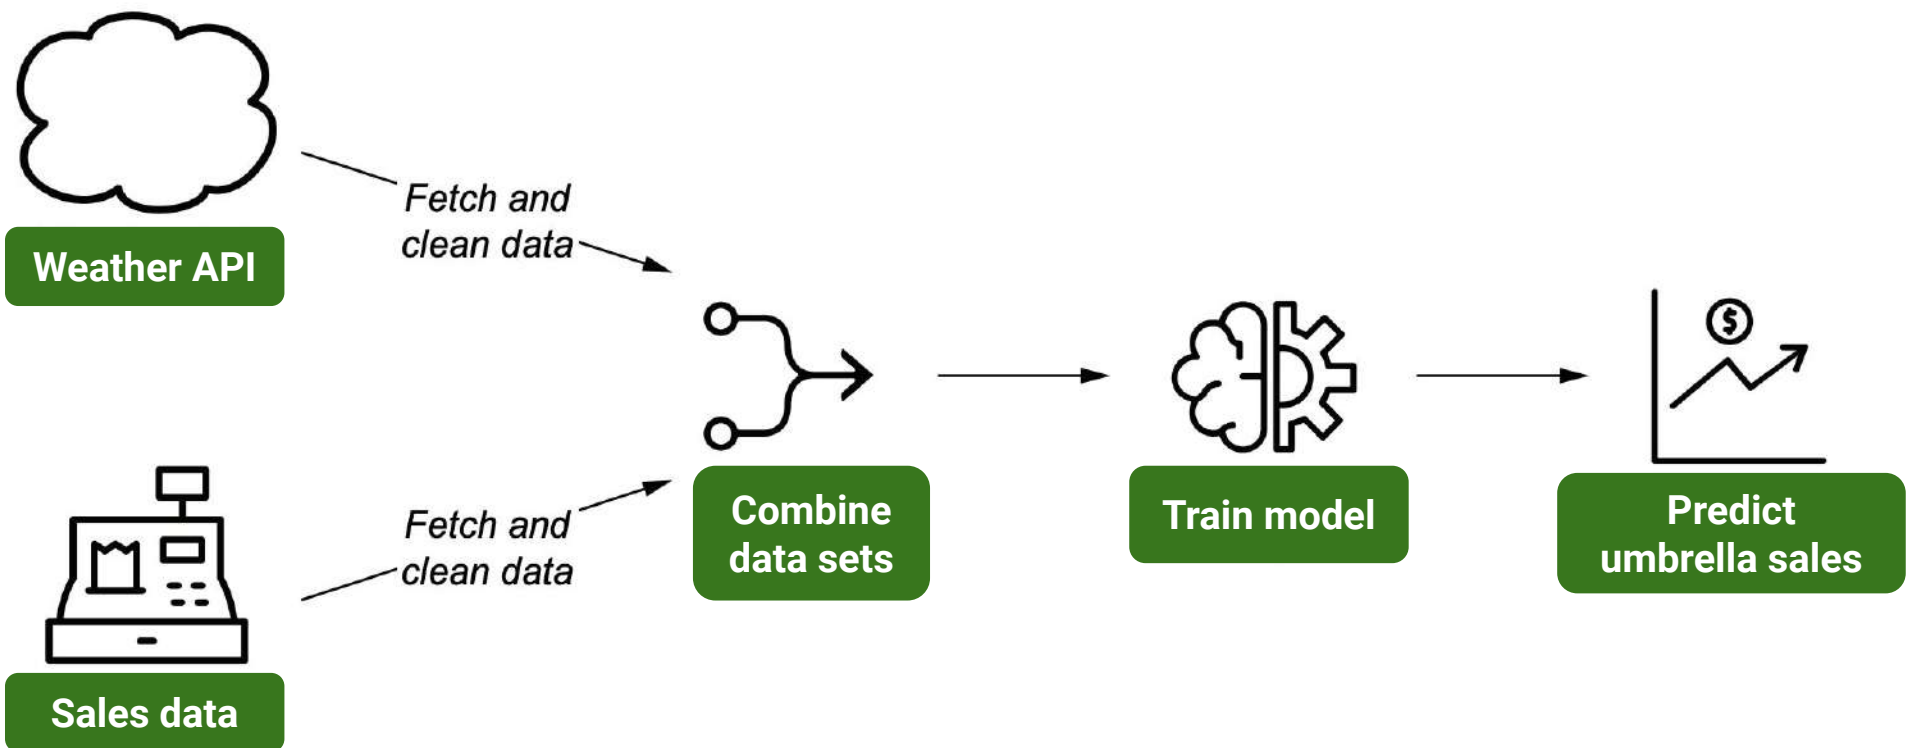 Weather API
Fetch and
clean data
Sales data
Fetch and
clean data
Combine
data sets
Train model
$
Predict
umbrella sales